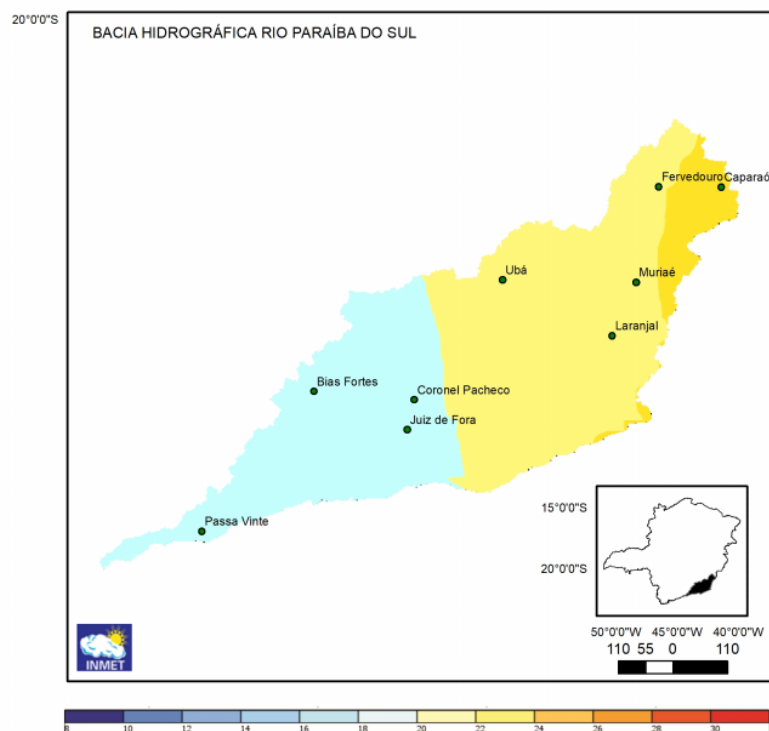 20°0'0"S
BACIA HIDROGRÁFICA RIO PARAÍBA DO SUL
Fervedouro
Caparaó
Ubá
Muriaé
Laranjal
Bias Fortes
Coronel Pacheco
Juiz de Fora
Passa Vinte
15°0'0"S
20°0'0"S
50°0'0"W 45°0'0"W 40°0'0"W
110 55 0 110
INMET
8 10 12 14 16 18 20 22 24 26 28 30